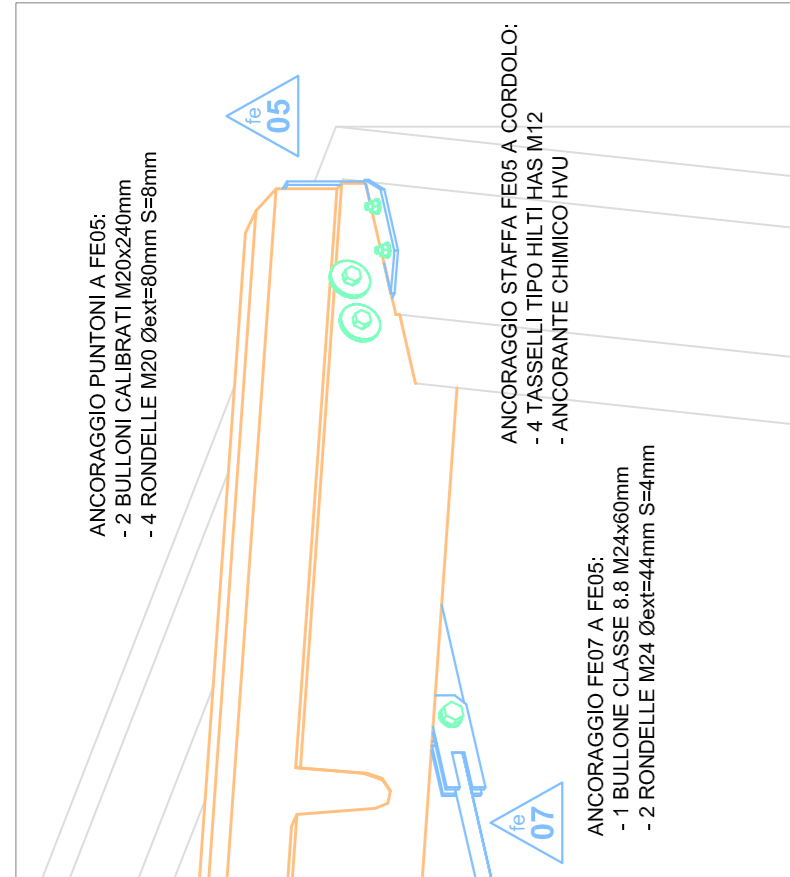 ANCORAGGIO PUNTONI A FE05:
- 2 BULLONI CALIBRATI M20x240mm
- 4 RONDELLE M20 Øext=80mm S=8mm
fe
05
ANCORAGGIO STAFFA FE05 A CORDOLO:
- 4 TASSELLI TIPO HILTI HAS M12
- ANCORANTE CHIMICO HVU
fe
07
ANCORAGGIO FE07 A FE05:
- 1 BULLONE CLASSE 8.8 M24x60mm
- 2 RONDELLE M24 Øext=44mm S=4mm